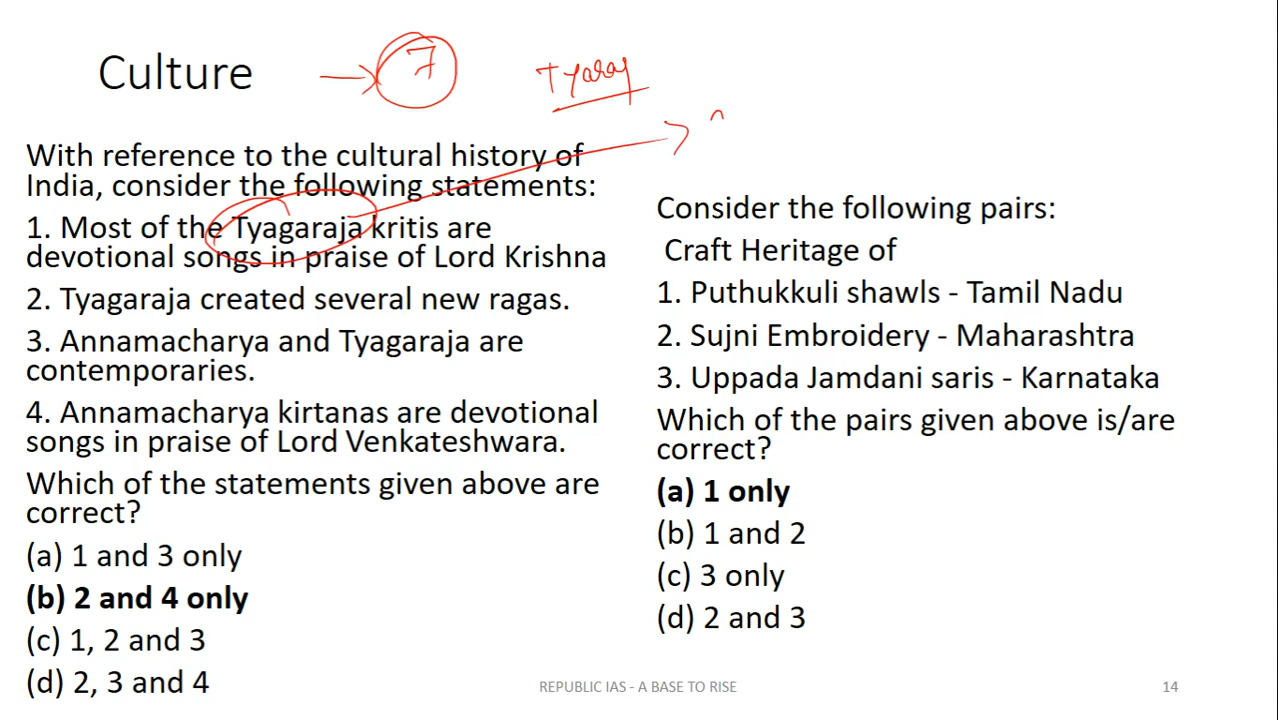 Culture
7
Tyaraj
With reference to the cultural history of
India, consider the following statements:
1. Most of the Tyagaraja kritis are
devotional songs in praise of Lord Krishna
2. Tyagaraja created several new ragas.
3. Annamacharya and Tyagaraja are
contemporaries.
4. Annamacharya kirtanas are devotional
songs in praise of Lord Venkateshwara.
Which of the statements given above are
correct?
(a) 1 and 3 only
(b) 2 and 4 only
(c) 1, 2 and 3
(d) 2, 3 and 4
Consider the following pairs:
Craft Heritage of
1. Puthukkuli shawls - Tamil Nadu
2. Sujni Embroidery - Maharashtra
3. Uppada Jamdani saris - Karnataka
Which of the pairs given above is/are
correct?
(a) 1 only
(b) 1 and 2
(c) 3 only
(d) 2 and 3
REPUBLIC IAS - A BASE TO RISE
14